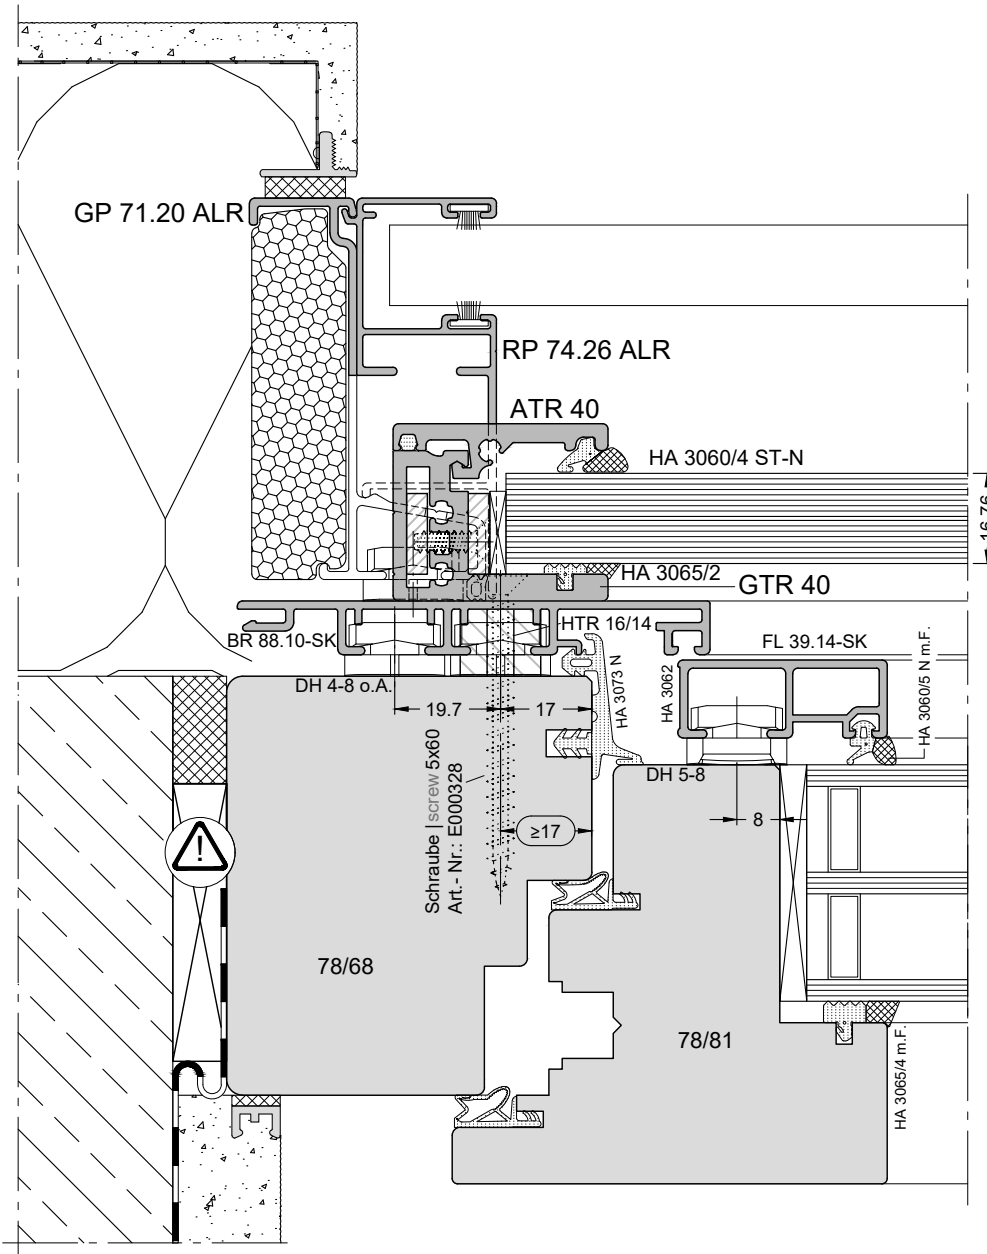 GP 71.20 ALR
RP 74.26 ALR
ATR 40
HA 3060/4 ST-N
16.76
HA 3065/2
GTR 40
HTR 16/14
BR 88.10-SK
FL 39.14-SK
HA 3060/5 N m.F.
HA 3062
HA 3073 N
DH 4-8 o.A.
19.7
17
DH 5-8
8
Schraube | screw 5x60
Art.- Nr.: E000328
≥17
!
78/68
78/81
HA 3065/4 m.F.